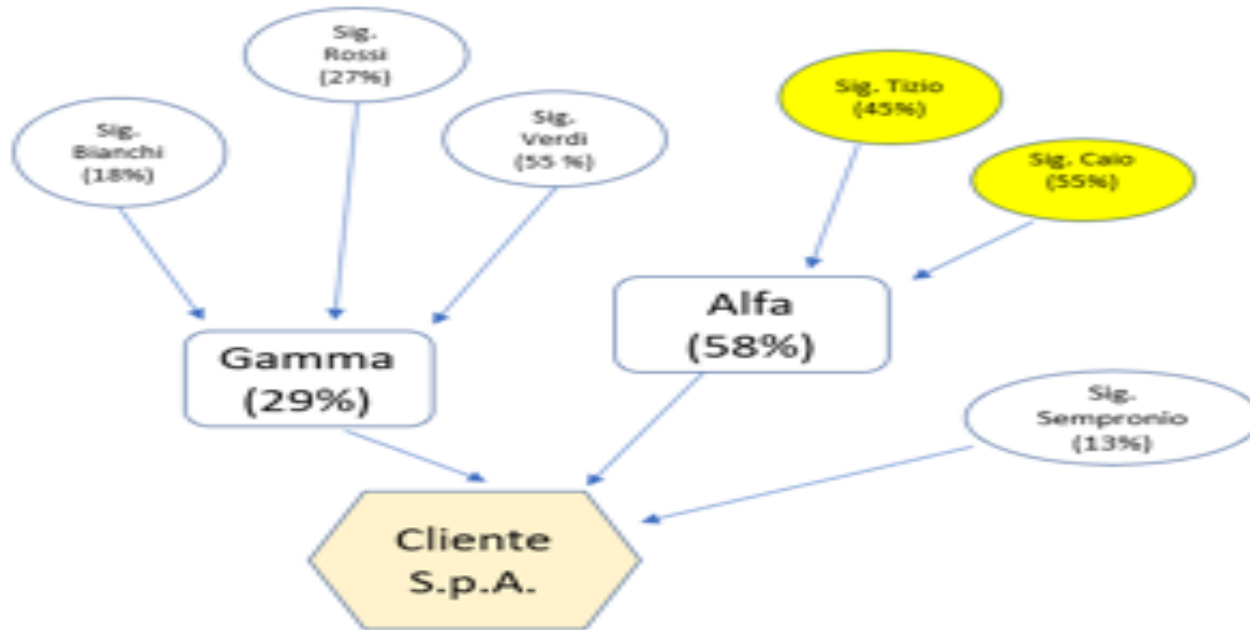 Sig.
Rossi
(27%)
Sig.
Bianchi
(18%)
Sig.
Verdi
(55 %)
Sig. Tizio
(45%)
Sig. Caio
(55%)
Gamma
(29%)
Alfa
(58%)
Sig.
Sempronio
(13%)
Cliente
S.p.A.